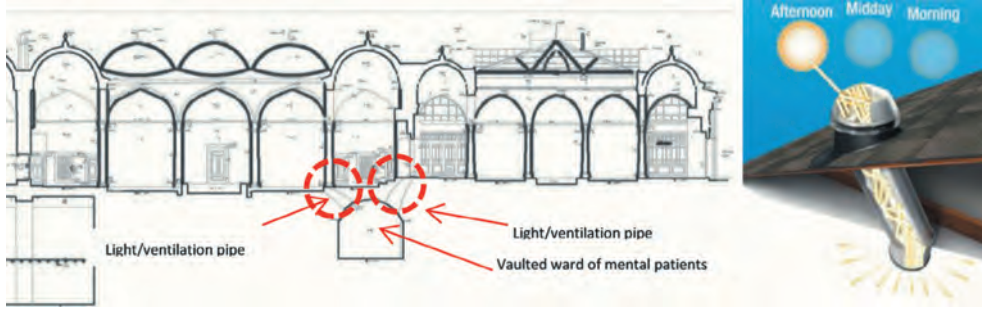 Afternoon Midday Morning
Light/ventilation pipe
Light/ventilation pipe
Vaulted ward of mental patients